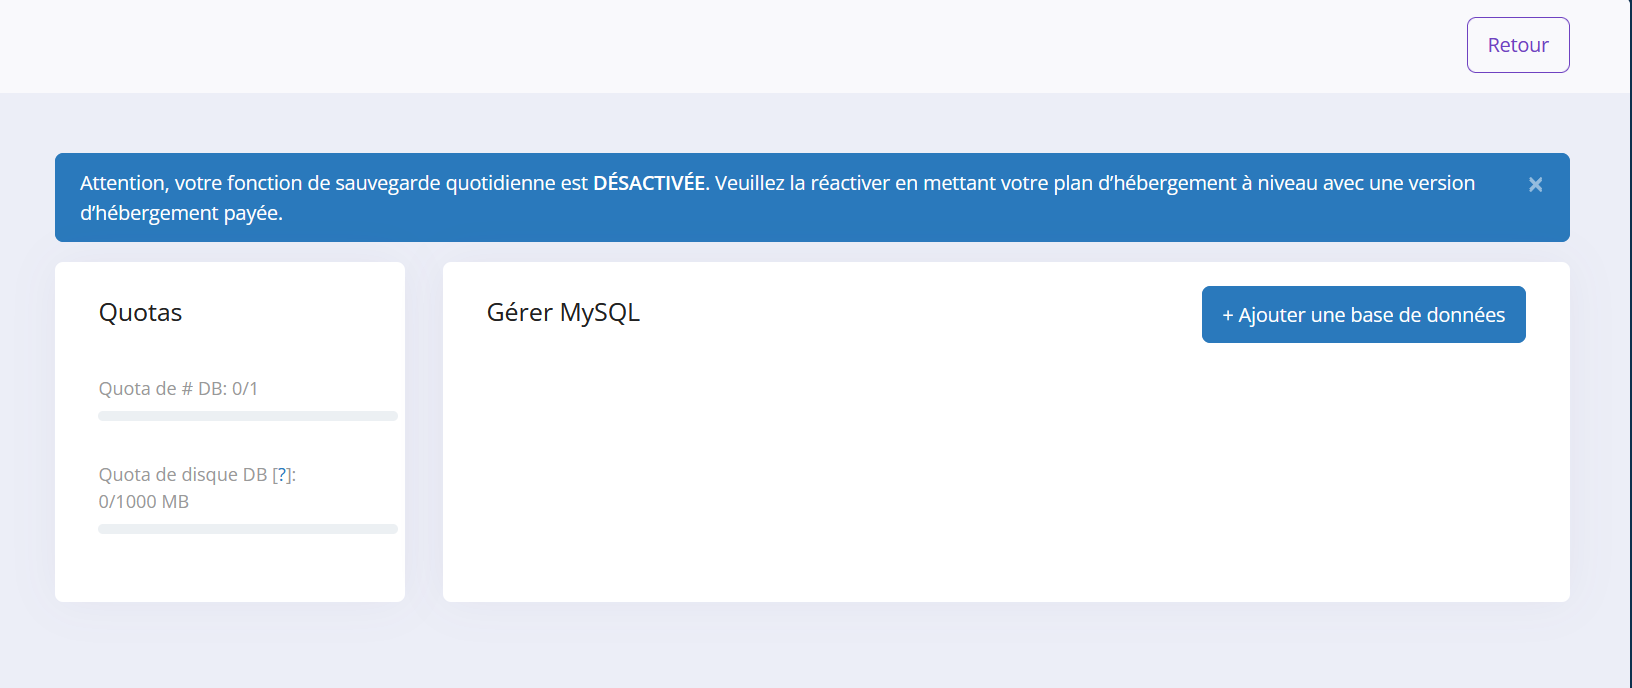 Retour
Attention, votre fonction de sauvegarde quotidienne est DÉSACTIVÉE. Veuillez la réactiver en mettant votre plan d’hébergement à niveau avec une version
d’hébergement payée.
×
Quotas
Quota de # DB: 0/1
Quota de disque DB [?]:
0/1000 MB
Gérer MySQL
+ Ajouter une base de données